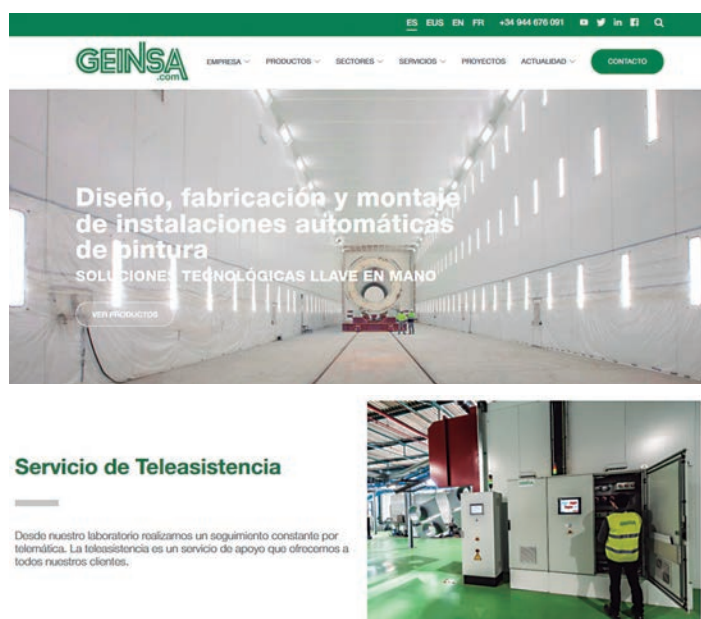 ES EUS EN FR +34 944 676 091
GEINSA
.com
EMPRESA PRODUCTOS SECTORES SERVICIOS PROYECTOS ACTUALIDAD CONTACTO
Diseño, fabricación y montaje
de instalaciones automáticas
de pintura
SOLUCIONES TECNOLÓGICAS LLAVE EN MANO
VER PRODUCTOS
Servicio de Teleasistencia
Desde nuestro laboratorio realizamos un seguimiento constante por
telemática. La teleasistencia es un servicio de apoyo que ofrecemos a
todos nuestros clientes.
GEINSA